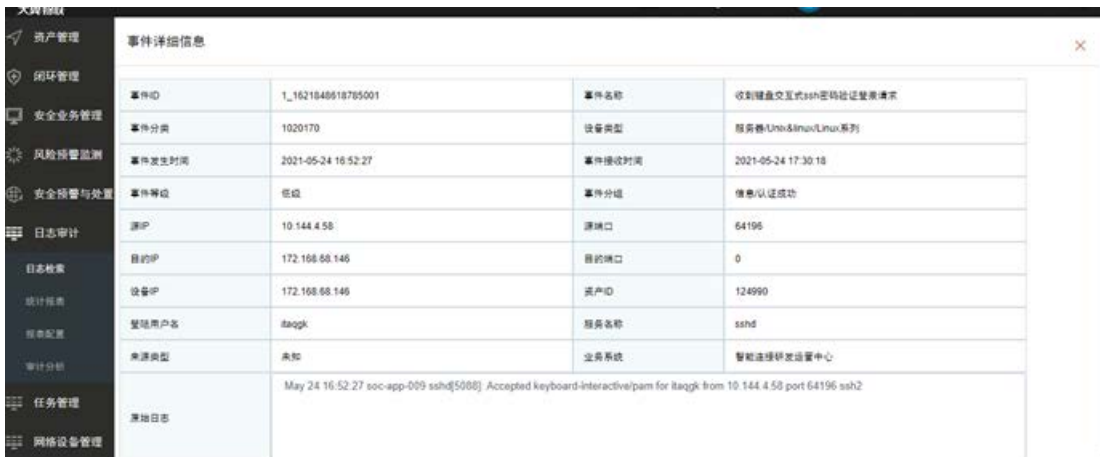 天翼物联
资产管理
事件详细信息
×
闭环管理
事件ID 1_1621848618785001 事件名称 收到键盘交互式ssh密码验证登录请求
安全业务管理
事件分类 1020170 设备类型 服务器/Unix&linux/Linux系列
风险预警监测
事件发生时间 2021-05-24 16:52:27 事件接收时间 2021-05-24 17:30:18
安全预警与处置
事件等级 低级 事件分组 信息/认证成功
日志审计
源IP 10.144.4.58 源端口 64196
日志检索
目的IP 172.168.68.146 目的端口 0
统计报表
设备IP 172.168.68.146 资产ID 124990
报表配置
登陆用户名 itaqgk 服务名称 sshd
审计分析
来源类型 未知 业务系统 智能连接研发运营中心
任务管理
原始日志 May 24 16:52:27 soc-app-009 sshd[5088]: Accepted keyboard-interactive/pam for itaqgk from 10.144.4.58 port 64196 ssh2
网络设备管理